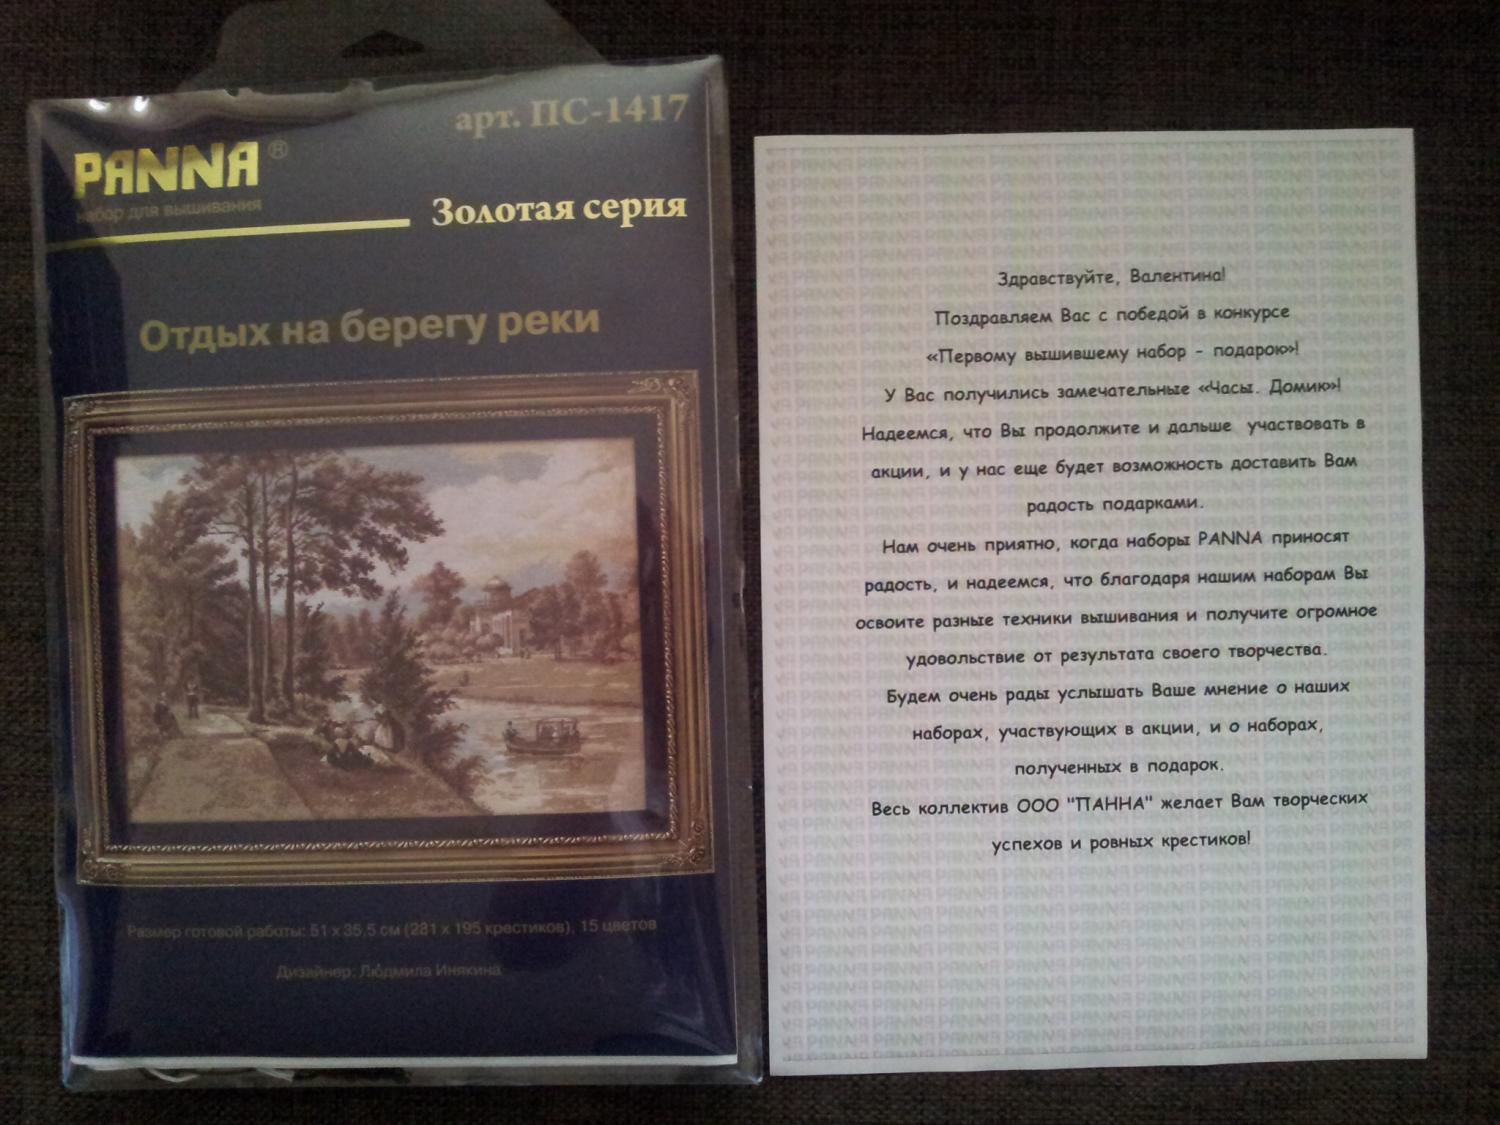 арт. ПС-1417
PANNA®
набор для вышивания
Золотая серия
Отдых на берегу реки
Размер готовой работы: 51 x 35,5 см (281 x 195 крестиков), 15 цветов
Дизайнер: Людмила Инякина
Здравствуйте, Валентина!
Поздравляем Вас с победой в конкурсе
«Первому вышившему набор - подарок»!
У Вас получились замечательные «Часы. Домик»!
Надеемся, что Вы продолжите и дальше участвовать в
акции, и у нас еще будет возможность доставить Вам
радость подарками.
Нам очень приятно, когда наборы PANNA приносят
радость, и надеемся, что благодаря нашим наборам Вы
освоите разные техники вышивания и получите огромное
удовольствие от результата своего творчества.
Будем очень рады услышать Ваше мнение о наших
наборах, участвующих в акции, и о наборах,
полученных в подарок.
Весь коллектив ООО "ПАННА" желает Вам творческих
успехов и ровных крестиков!